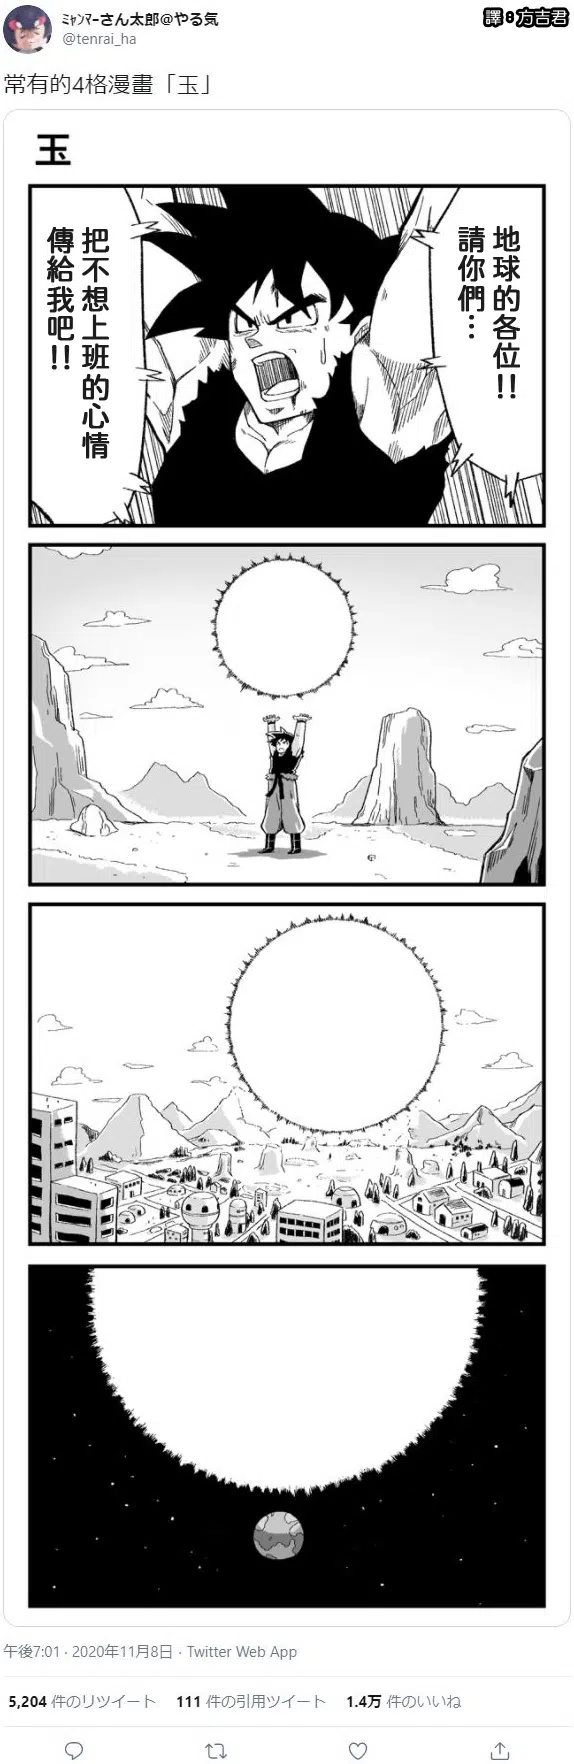 ﾐｬﾝﾏｰさん太郎@やる気
@tenrai_ha
譯：方吉君
常有的4格漫畫「玉」
玉
地球的各位!!
請你們…
把不想上班的心情
傳給我吧!!
午後7:01 · 2020年11月8日 · Twitter Web App
5,204 件のリツイート 111 件の引用ツイート 1.4万 件のいいね